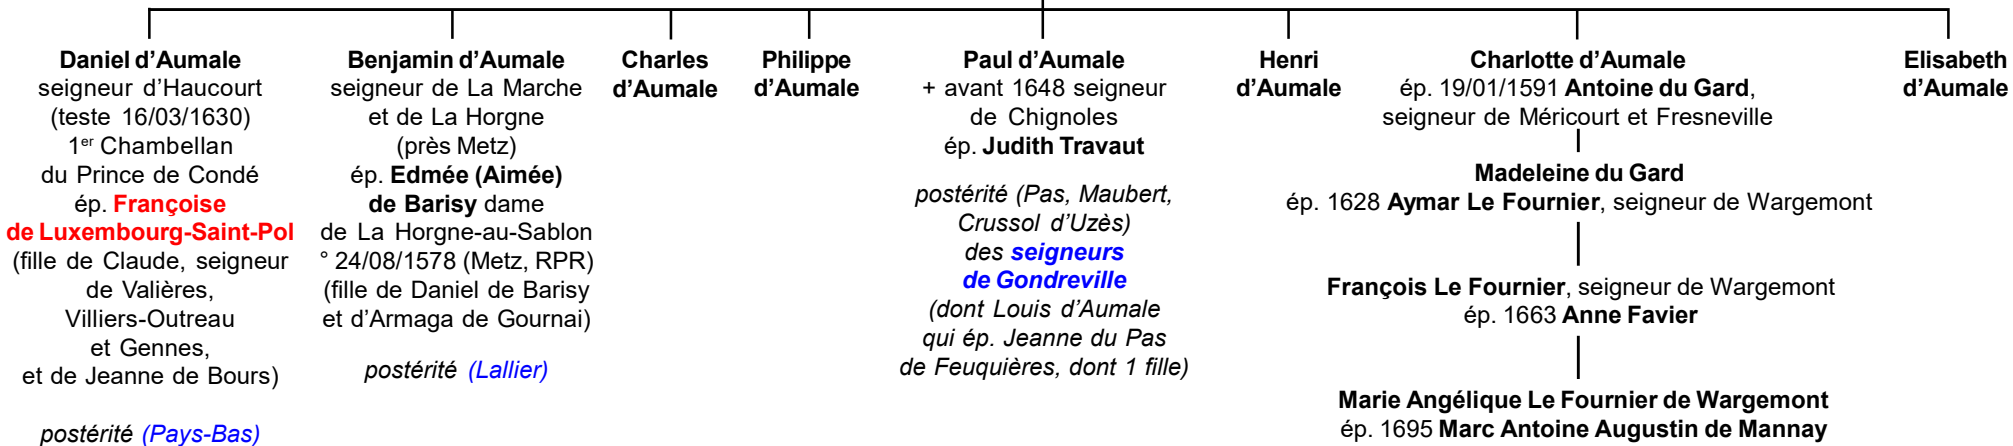 Daniel d’Aumale
seigneur d’Haucourt
(teste 16/03/1630)
1er Chambellan
du Prince de Condé
ép. Françoise
de Luxembourg-Saint-Pol
(fille de Claude, seigneur
de Valières,
Villiers-Outreau
et Gennes,
et de Jeanne de Bours)
postérité (Pays-Bas)
Benjamin d’Aumale
seigneur de La Marche
et de La Horgne
(près Metz)
ép. Edmée (Aimée)
de Barisy dame
de La Horgne-au-Sablon
° 24/08/1578 (Metz, RPR)
(fille de Daniel de Barisy
et d’Armaga de Gournai)
postérité (Lallier)
Charles
d’Aumale
Philippe
d’Aumale
Paul d’Aumale
+ avant 1648 seigneur
de Chignoles
ép. Judith Travaut
postérité (Pas, Maubert,
Crussol d’Uzès)
des seigneurs
de Gondreville
(dont Louis d’Aumale
qui ép. Jeanne du Pas
de Feuquières, dont 1 fille)
Henri
d’Aumale
Charlotte d’Aumale
ép. 19/01/1591 Antoine du Gard,
seigneur de Méricourt et Fresneville
Madeleine du Gard
ép. 1628 Aymar Le Fournier, seigneur de Wargemont
François Le Fournier, seigneur de Wargemont
ép. 1663 Anne Favier
Marie Angélique Le Fournier de Wargemont
ép. 1695 Marc Antoine Augustin de Mannay
Elisabeth
d’Aumale